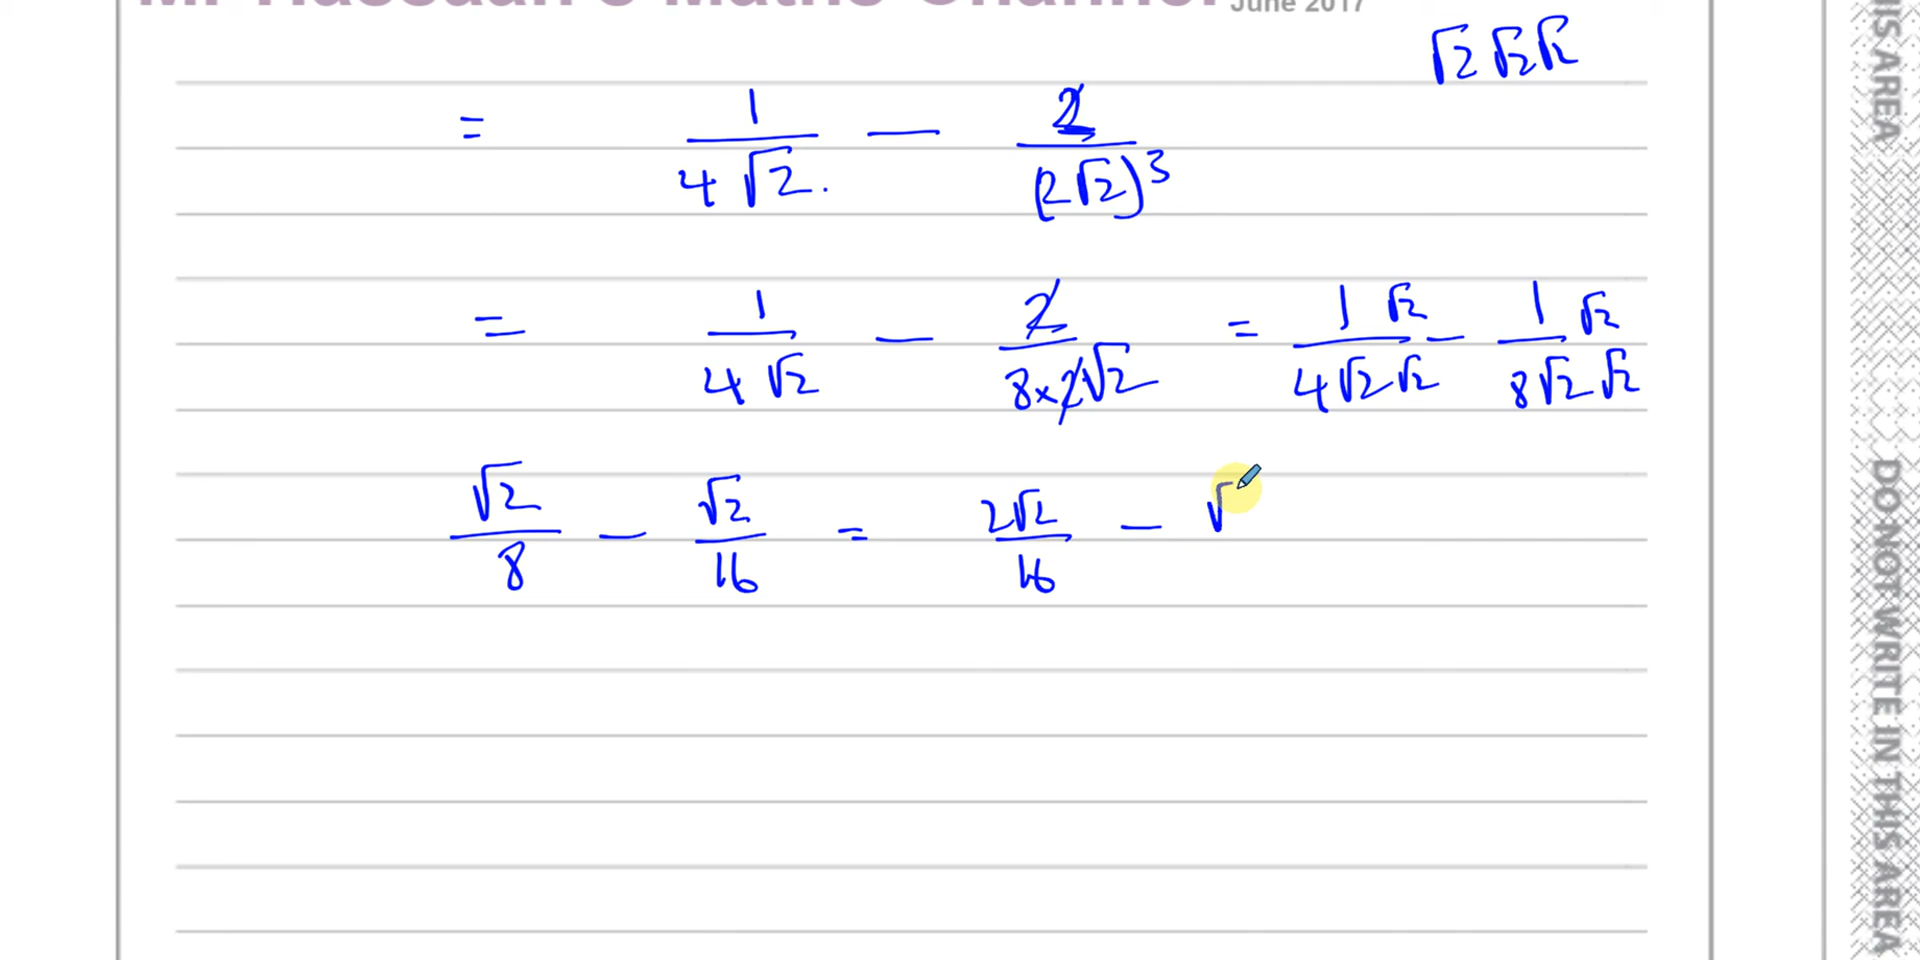 June 2017
√2 √2 √2
= 1/(4√2) — 2/(2√2)³
= 1/(4√2) — 2/(8×2√2) = 1√2/(4√2√2) — 1√2/(8√2√2)
√2/8 — √2/16 = 2√2/16 — √
DO NOT WRITE IN THIS AREA